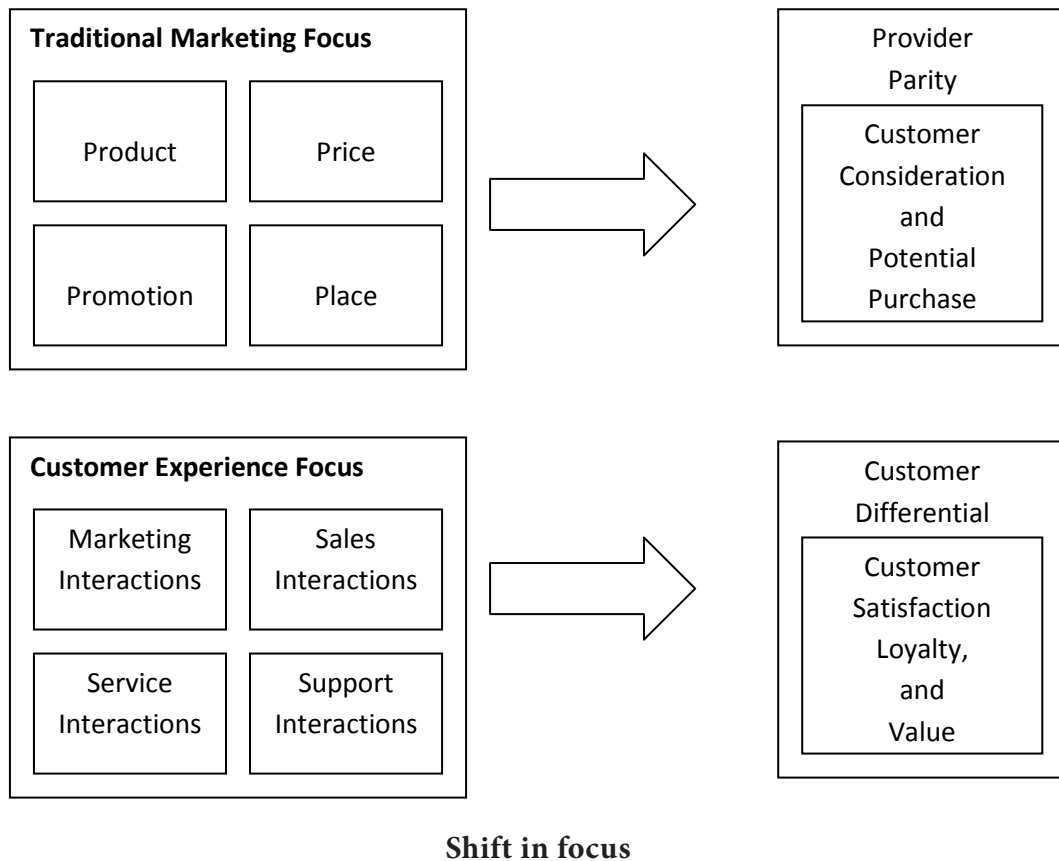 Traditional Marketing Focus
Product
Price
Promotion
Place
Provider
Parity
Customer
Consideration
and
Potential
Purchase
Customer Experience Focus
Marketing
Interactions
Sales
Interactions
Service
Interactions
Support
Interactions
Customer
Differential
Customer
Satisfaction
Loyalty,
and
Value
Shift in focus